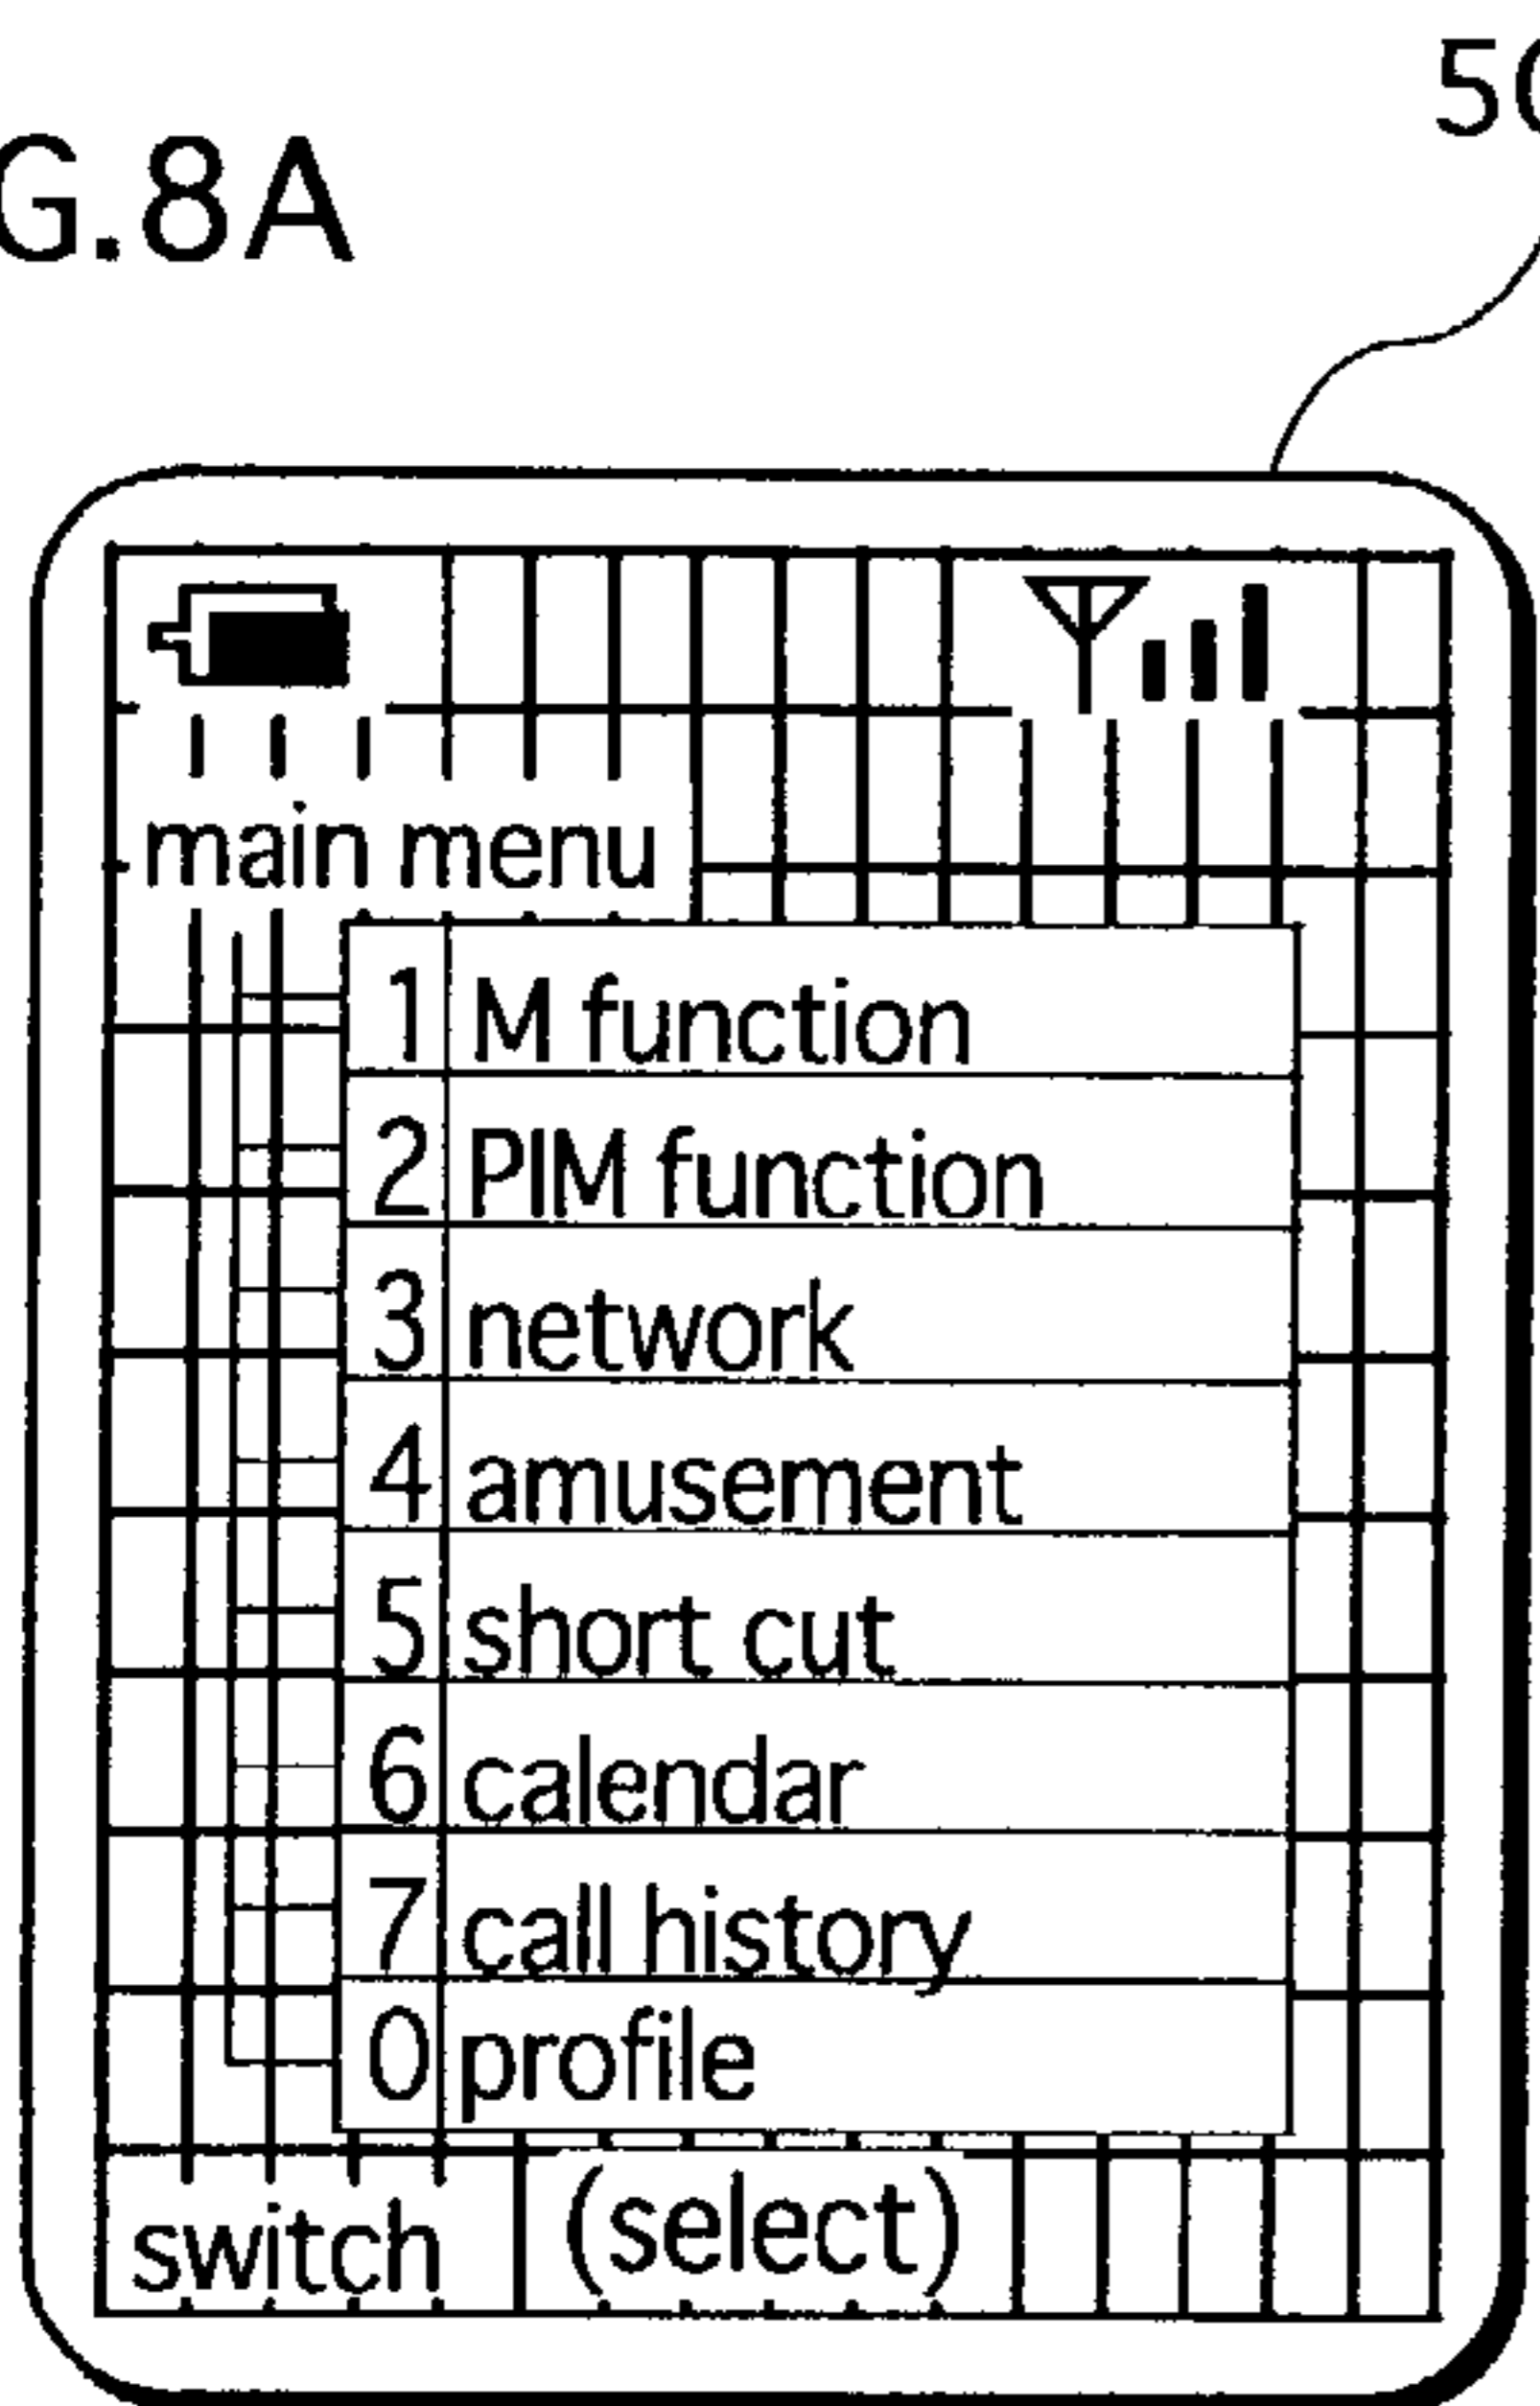 50
G.8A
main menu
1 M function
2 PIM function
3 network
4 amusement
5 short cut
6 calendar
7 call history
0 profile
switch (select)